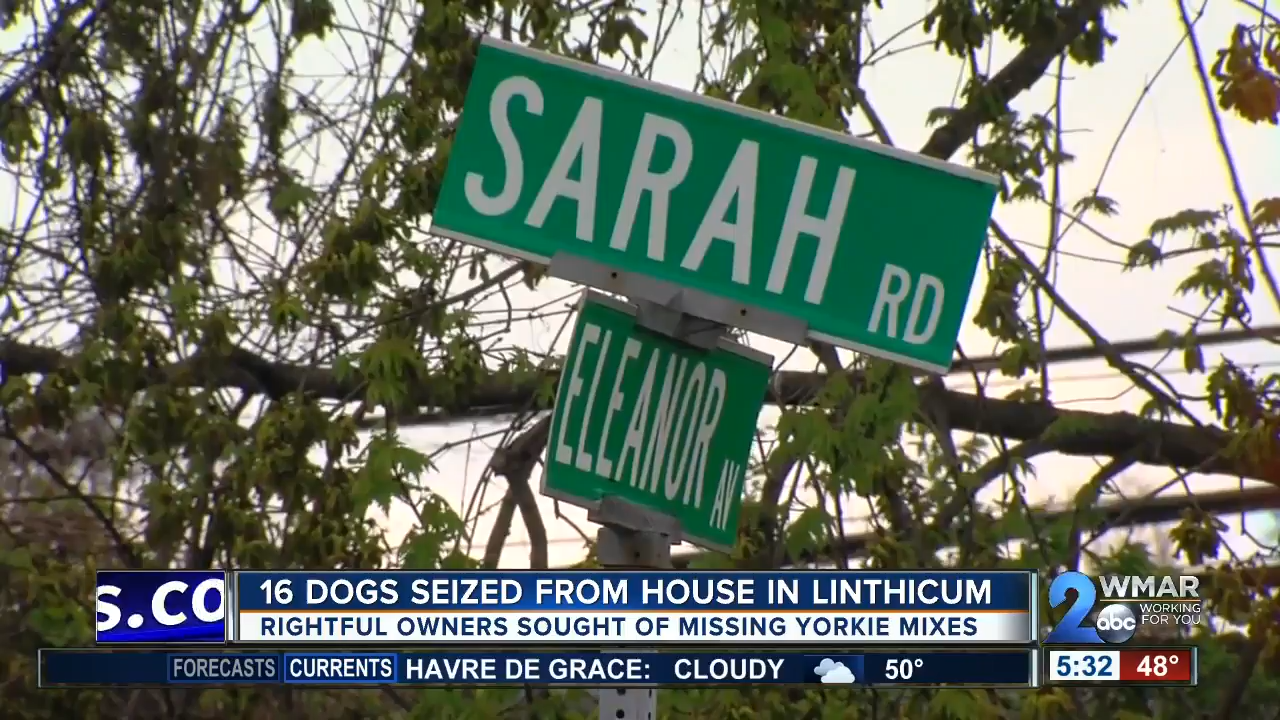 SARAH RD
ELEANOR AV
S.CO
16 DOGS SEIZED FROM HOUSE IN LINTHICUM
RIGHTFUL OWNERS SOUGHT OF MISSING YORKIE MIXES
2 WMAR
abc WORKING
FOR YOU
FORECASTS CURRENTS HAVRE DE GRACE: CLOUDY 50°
5:32 48°